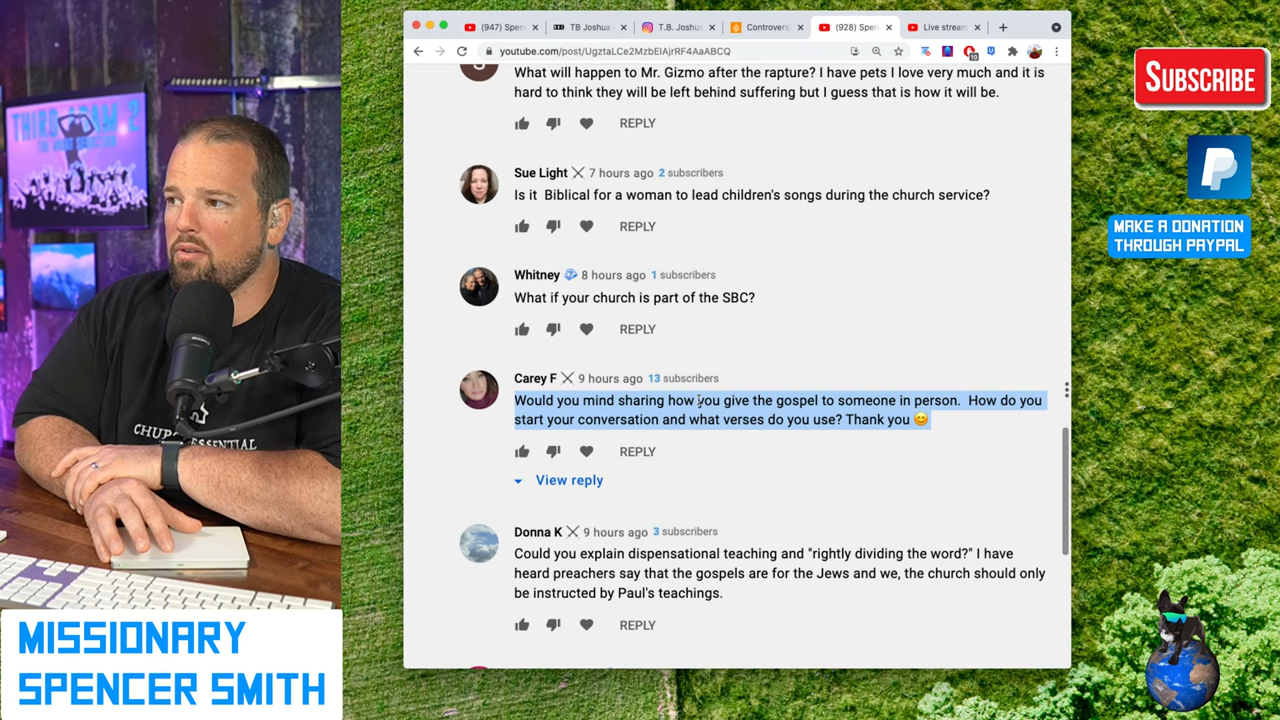 (947) Spen
TB Joshua
T.B. Joshua
Controvers
(928) Spen
Live stream
youtube.com/post/UgztaLCe2MzbEIAjrRF4AaABCQ
10
What will happen to Mr. Gizmo after the rapture? I have pets I love very much and it is
hard to think they will be left behind suffering but I guess that is how it will be.
REPLY
Sue Light 7 hours ago 2 subscribers
Is it Biblical for a woman to lead children's songs during the church service?
REPLY
Whitney 8 hours ago 1 subscribers
What if your church is part of the SBC?
REPLY
Carey F 9 hours ago 13 subscribers
Would you mind sharing how you give the gospel to someone in person. How do you
start your conversation and what verses do you use? Thank you 😊
REPLY
View reply
Donna K 9 hours ago 3 subscribers
Could you explain dispensational teaching and "rightly dividing the word?" I have
heard preachers say that the gospels are for the Jews and we, the church should only
be instructed by Paul's teachings.
REPLY
SUBSCRIBE
MAKE A DONATION
THROUGH PAYPAL
THIRD ADAM 2
CHURCH ESSENTIAL
MISSIONARY
SPENCER SMITH